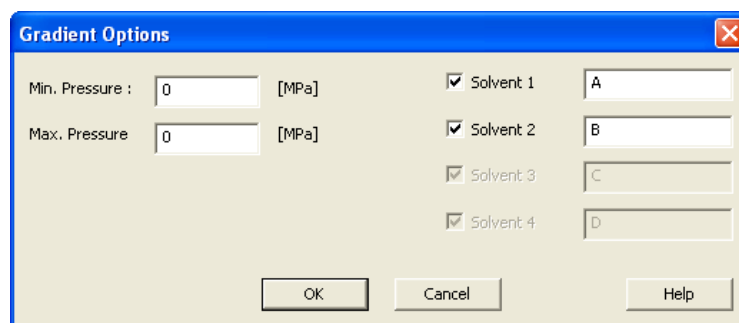 Gradient Options
Min. Pressure : 0 [MPa] Solvent 1 A
Max. Pressure 0 [MPa] Solvent 2 B
Solvent 3 C
Solvent 4 D
OK Cancel Help